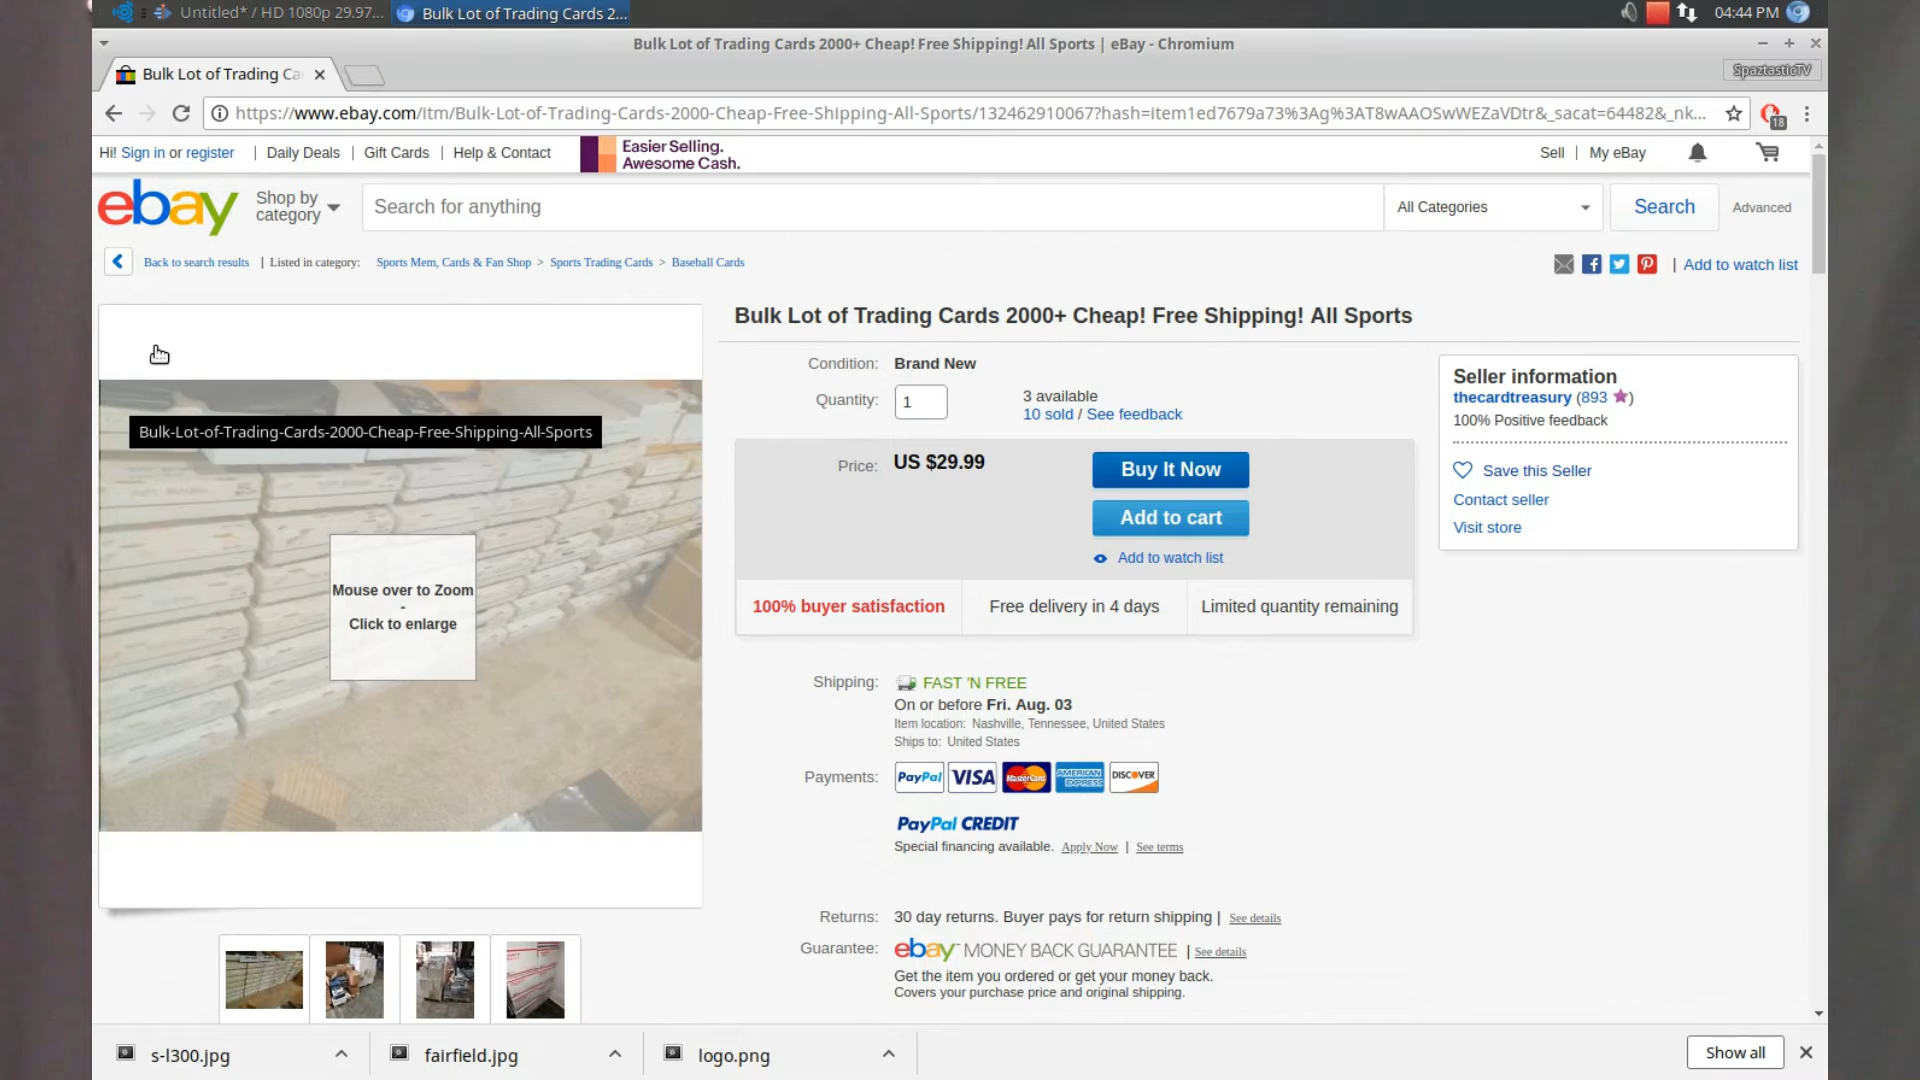 Untitled* / HD 1080p 29.97...
Bulk Lot of Trading Cards 2...
04:44 PM
Bulk Lot of Trading Cards 2000+ Cheap! Free Shipping! All Sports | eBay - Chromium
Bulk Lot of Trading Ca
SpaztasticTV
https://www.ebay.com/itm/Bulk-Lot-of-Trading-Cards-2000-Cheap-Free-Shipping-All-Sports/132462910067?hash=item1ed7679a73%3Ag%3AT8wAAOSwWEZaVDtr&_sacat=64482&_nk...
18
Hi! Sign in or register | Daily Deals | Gift Cards | Help & Contact
Easier Selling.
Awesome Cash.
Sell | My eBay
ebay
Shop by
category
Search for anything
All Categories
Search
Advanced
Back to search results | Listed in category: Sports Mem, Cards & Fan Shop > Sports Trading Cards > Baseball Cards
| Add to watch list
Bulk Lot of Trading Cards 2000+ Cheap! Free Shipping! All Sports
Condition: Brand New
Quantity: 1
3 available
10 sold / See feedback
Price: US $29.99
Buy It Now
Add to cart
Add to watch list
100% buyer satisfaction
Free delivery in 4 days
Limited quantity remaining
Seller information
thecardtreasury (893 )
100% Positive feedback
Save this Seller
Contact seller
Visit store
Bulk-Lot-of-Trading-Cards-2000-Cheap-Free-Shipping-All-Sports
Mouse over to Zoom
-
Click to enlarge
Shipping: FAST 'N FREE
On or before Fri. Aug. 03
Item location: Nashville, Tennessee, United States
Ships to: United States
Payments: PayPal VISA MasterCard AMERICAN EXPRESS DISCOVER
PayPal CREDIT
Special financing available. Apply Now | See terms
Returns: 30 day returns. Buyer pays for return shipping | See details
Guarantee: ebay MONEY BACK GUARANTEE | See details
Get the item you ordered or get your money back.
Covers your purchase price and original shipping.
s-l300.jpg
fairfield.jpg
logo.png
Show all